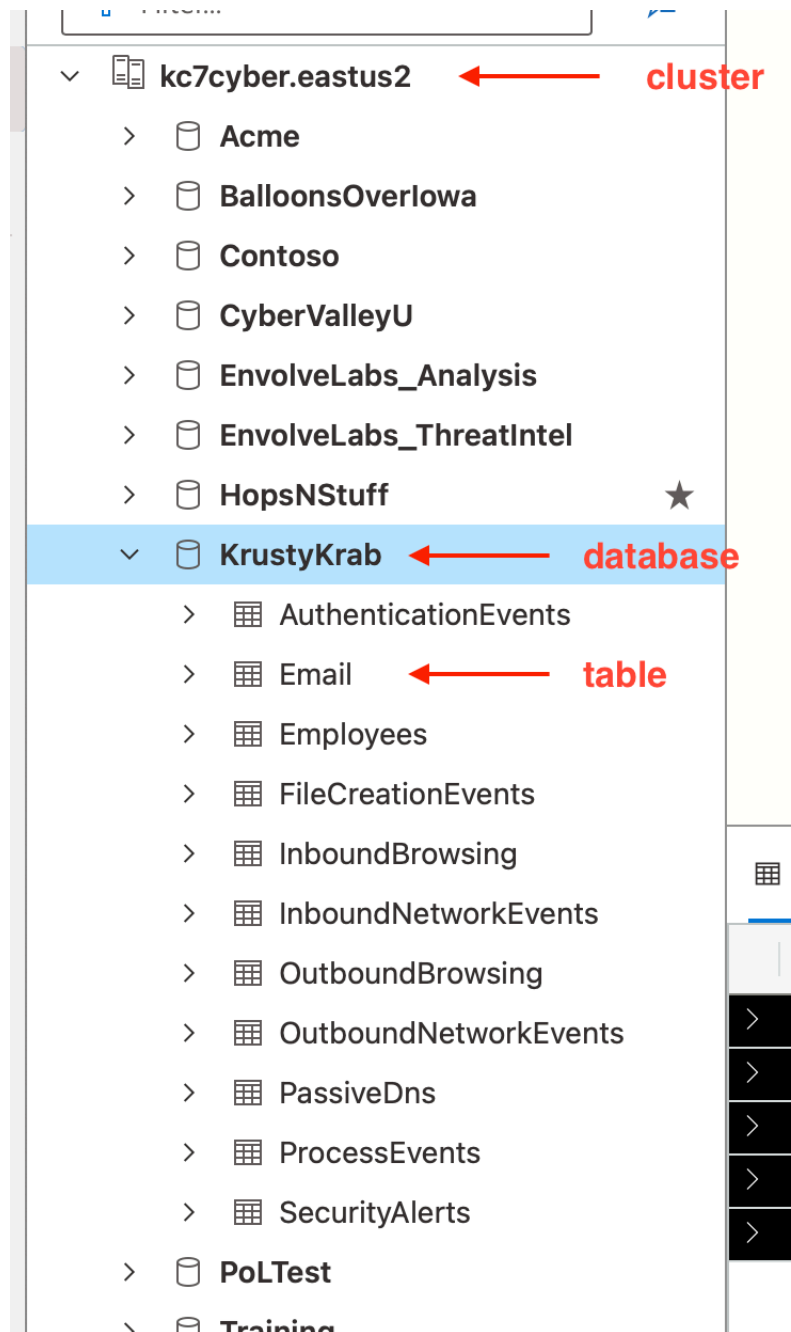 kc7cyber.eastus2 cluster
Acme
BalloonsOverIowa
Contoso
CyberValleyU
EnvolveLabs_Analysis
EnvolveLabs_ThreatIntel
HopsNStuff
KrustyKrab database
AuthenticationEvents
Email table
Employees
FileCreationEvents
InboundBrowsing
InboundNetworkEvents
OutboundBrowsing
OutboundNetworkEvents
PassiveDns
ProcessEvents
SecurityAlerts
PoLTest
Training